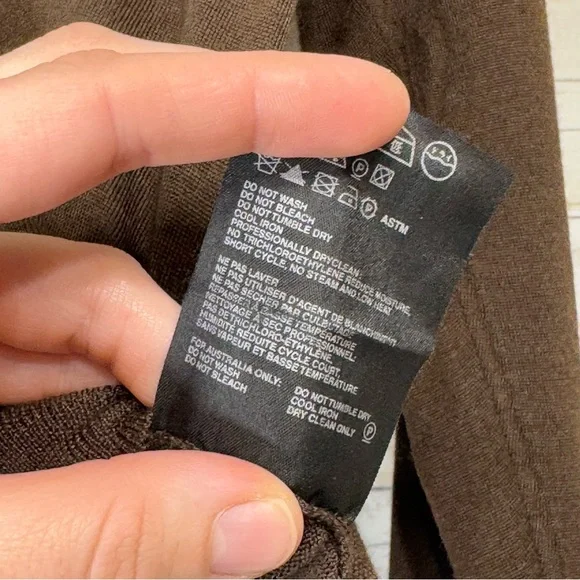 ASTM
DO NOT WASH
DO NOT BLEACH
DO NOT TUMBLE DRY
COOL IRON
PROFESSIONALLY DRYCLEAN
NO TRICHLOROETHYLENE REDUCE MOISTURE,
SHORT CYCLE, NO STEAM AND LOW HEAT
NE PAS LAVER
NE PAS UTILISER D'AGENT DE BLANCHIMENT
NE PAS SÉCHER PAR CULBUTAGE
REPASSER À BASSE TEMPÉRATURE
NETTOYAGE À SEC PROFESSIONNEL:
PAS DE TRICHLORO-ÉTHYLENE.
HUMIDITÉ RÉDUITE CYCLE COURT,
SANS VAPEUR ET BASSE TEMPÉRATURE
FOR AUSTRALIA ONLY:
DO NOT WASH
DO NOT BLEACH
DO NOT TUMBLE DRY
COOL IRON
DRY CLEAN ONLY
P